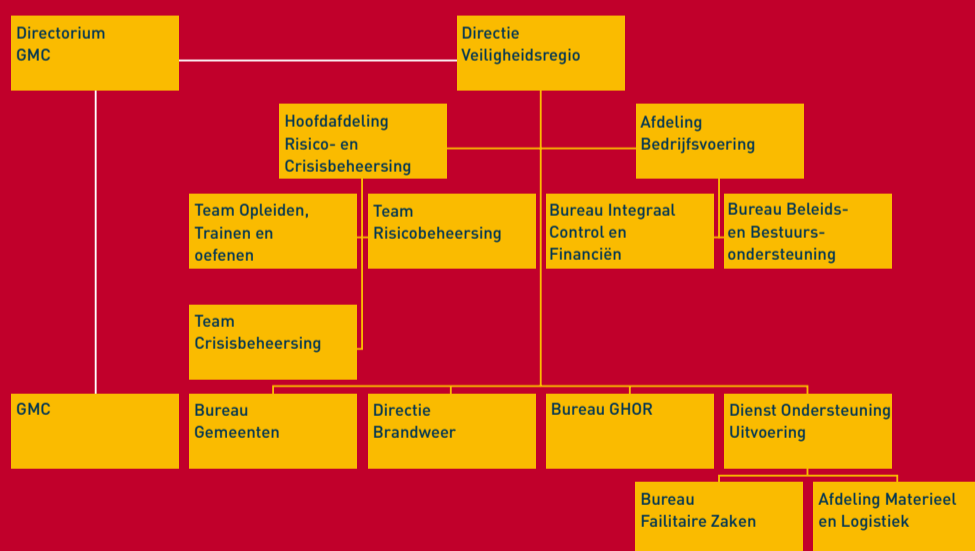 Directorium
GMC
Directie
Veiligheidsregio
Hoofdafdeling
Risico- en
Crisisbeheersing
Afdeling
Bedrijfsvoering
Team Opleiden,
Trainen en
oefenen
Team
Risicobeheersing
Bureau Integraal
Control en
Financiën
Bureau Beleids-
en Bestuurs-
ondersteuning
Team
Crisisbeheersing
GMC
Bureau
Gemeenten
Directie
Brandweer
Bureau GHOR
Dienst Ondersteuning
Uitvoering
Bureau
Failitaire Zaken
Afdeling Materieel
en Logistiek